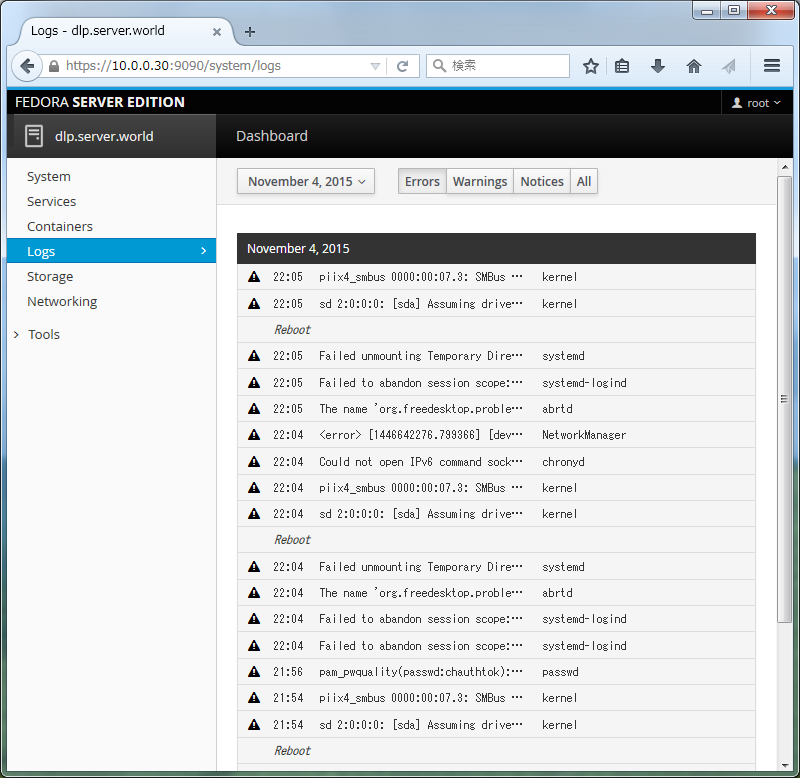 Logs - dlp.server.world
https://10.0.0.30:9090/system/logs
検索
FEDORA SERVER EDITION
root
dlp.server.world
Dashboard
System
Services
Containers
Logs
Storage
Networking
Tools
November 4, 2015
Errors Warnings Notices All
November 4, 2015
22:05 piix4_smbus 0000:00:07.3: SMBus … kernel
22:05 sd 2:0:0:0: [sda] Assuming drive… kernel
Reboot
22:05 Failed unmounting Temporary Dire… systemd
22:05 Failed to abandon session scope:… systemd-logind
22:05 The name 'org.freedesktop.proble… abrtd
22:04 <error> [1446642276.799366] [dev… NetworkManager
22:04 Could not open IPv6 command sock… chronyd
22:04 piix4_smbus 0000:00:07.3: SMBus … kernel
22:04 sd 2:0:0:0: [sda] Assuming drive… kernel
Reboot
22:04 Failed unmounting Temporary Dire… systemd
22:04 The name 'org.freedesktop.proble… abrtd
22:04 Failed to abandon session scope:… systemd-logind
22:04 Failed to abandon session scope:… systemd-logind
21:56 pam_pwquality(passwd:chauthtok):… passwd
21:54 piix4_smbus 0000:00:07.3: SMBus … kernel
21:54 sd 2:0:0:0: [sda] Assuming drive… kernel
Reboot